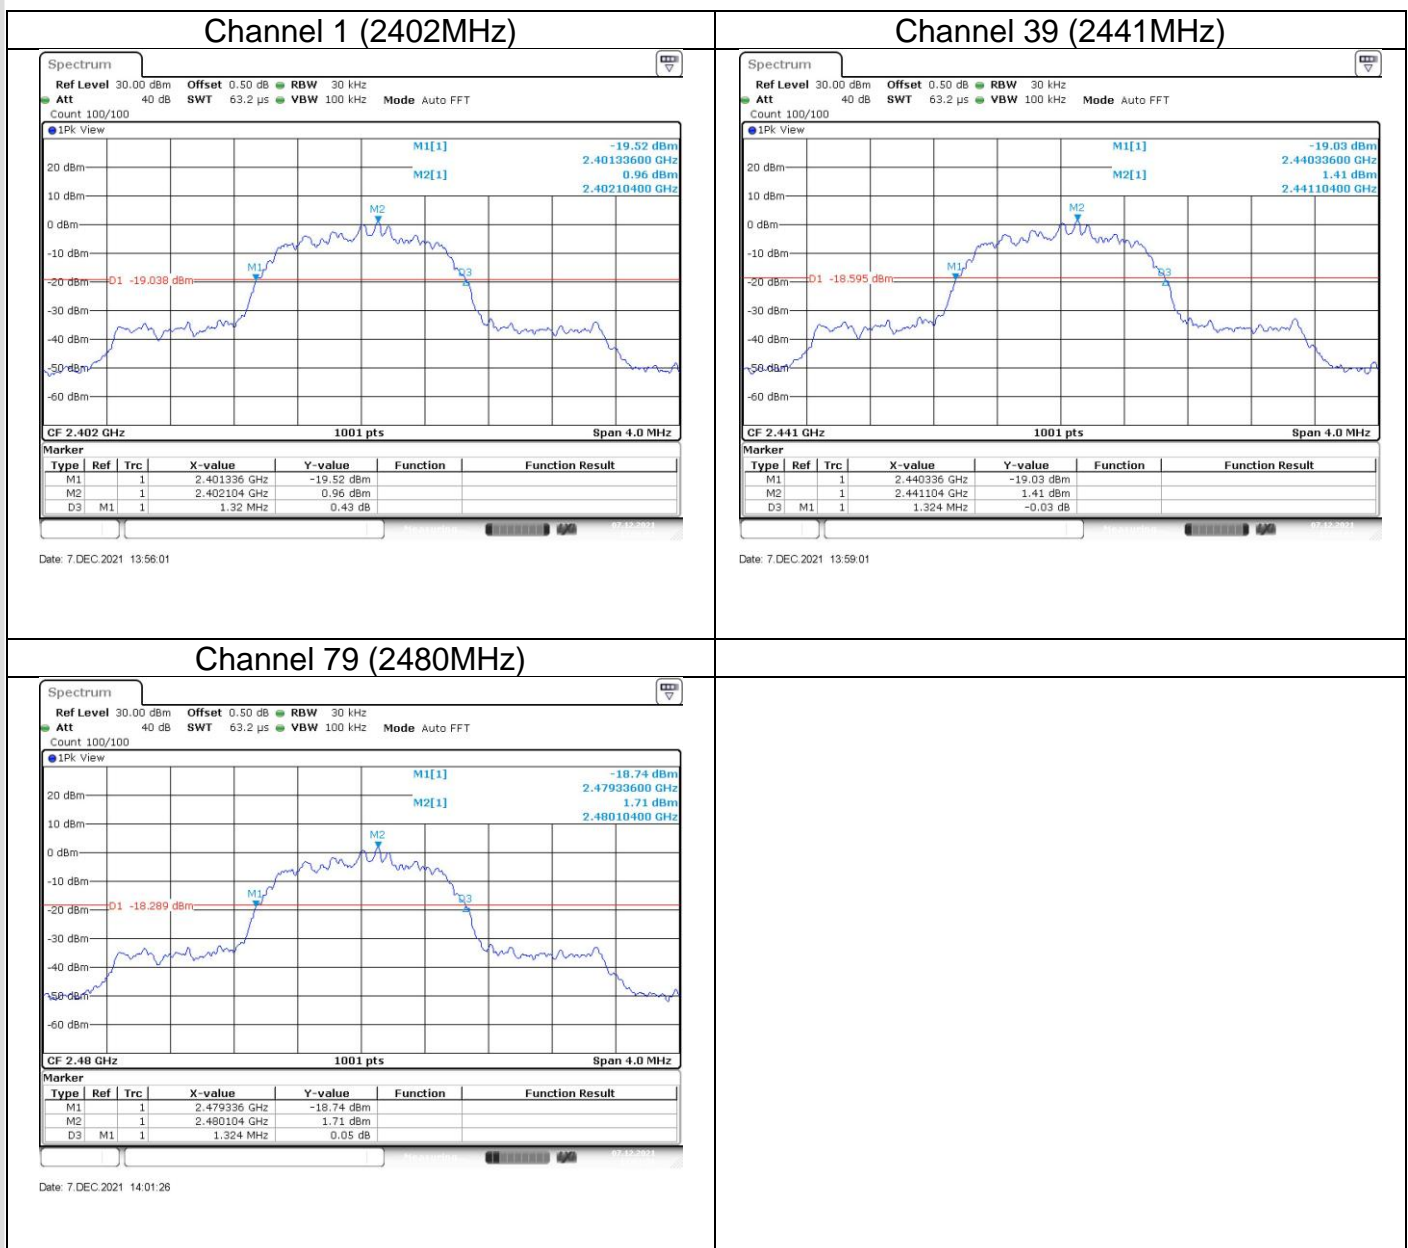 Channel 1 (2402MHz)
Spectrum
Ref Level 30.00 dBm Offset 0.50 dB RBW 30 kHz
Att 40 dB SWT 63.2 µs VBW 100 kHz Mode Auto FFT
Count 100/100
1Pk View
M1[1] -19.52 dBm
2.40133600 GHz
20 dBm
M2[1] 0.96 dBm
2.40210400 GHz
10 dBm
M2
0 dBm
-10 dBm
M1
D3
D1 -19.038 dBm
-20 dBm
-30 dBm
-40 dBm
-50 dBm
-60 dBm
CF 2.402 GHz 1001 pts Span 4.0 MHz
Marker
Type Ref Trc X-value Y-value Function Function Result
M1 1 2.401336 GHz -19.52 dBm
M2 1 2.402104 GHz 0.96 dBm
D3 M1 1 1.32 MHz 0.43 dB
Date: 7.DEC.2021 13:56:01
Channel 39 (2441MHz)
Spectrum
Ref Level 30.00 dBm Offset 0.50 dB RBW 30 kHz
Att 40 dB SWT 63.2 µs VBW 100 kHz Mode Auto FFT
Count 100/100
1Pk View
M1[1] -19.03 dBm
2.44033600 GHz
20 dBm
M2[1] 1.41 dBm
2.44110400 GHz
10 dBm
M2
0 dBm
-10 dBm
M1
D3
D1 -18.595 dBm
-20 dBm
-30 dBm
-40 dBm
-50 dBm
-60 dBm
CF 2.441 GHz 1001 pts Span 4.0 MHz
Marker
Type Ref Trc X-value Y-value Function Function Result
M1 1 2.440336 GHz -19.03 dBm
M2 1 2.441104 GHz 1.41 dBm
D3 M1 1 1.324 MHz -0.03 dB
Date: 7.DEC.2021 13:59:01
Channel 79 (2480MHz)
Spectrum
Ref Level 30.00 dBm Offset 0.50 dB RBW 30 kHz
Att 40 dB SWT 63.2 µs VBW 100 kHz Mode Auto FFT
Count 100/100
1Pk View
M1[1] -18.74 dBm
2.47933600 GHz
20 dBm
M2[1] 1.71 dBm
2.48010400 GHz
10 dBm
M2
0 dBm
-10 dBm
M1
D3
D1 -18.289 dBm
-20 dBm
-30 dBm
-40 dBm
-50 dBm
-60 dBm
CF 2.48 GHz 1001 pts Span 4.0 MHz
Marker
Type Ref Trc X-value Y-value Function Function Result
M1 1 2.479336 GHz -18.74 dBm
M2 1 2.480104 GHz 1.71 dBm
D3 M1 1 1.324 MHz 0.05 dB
Date: 7.DEC.2021 14:01:26